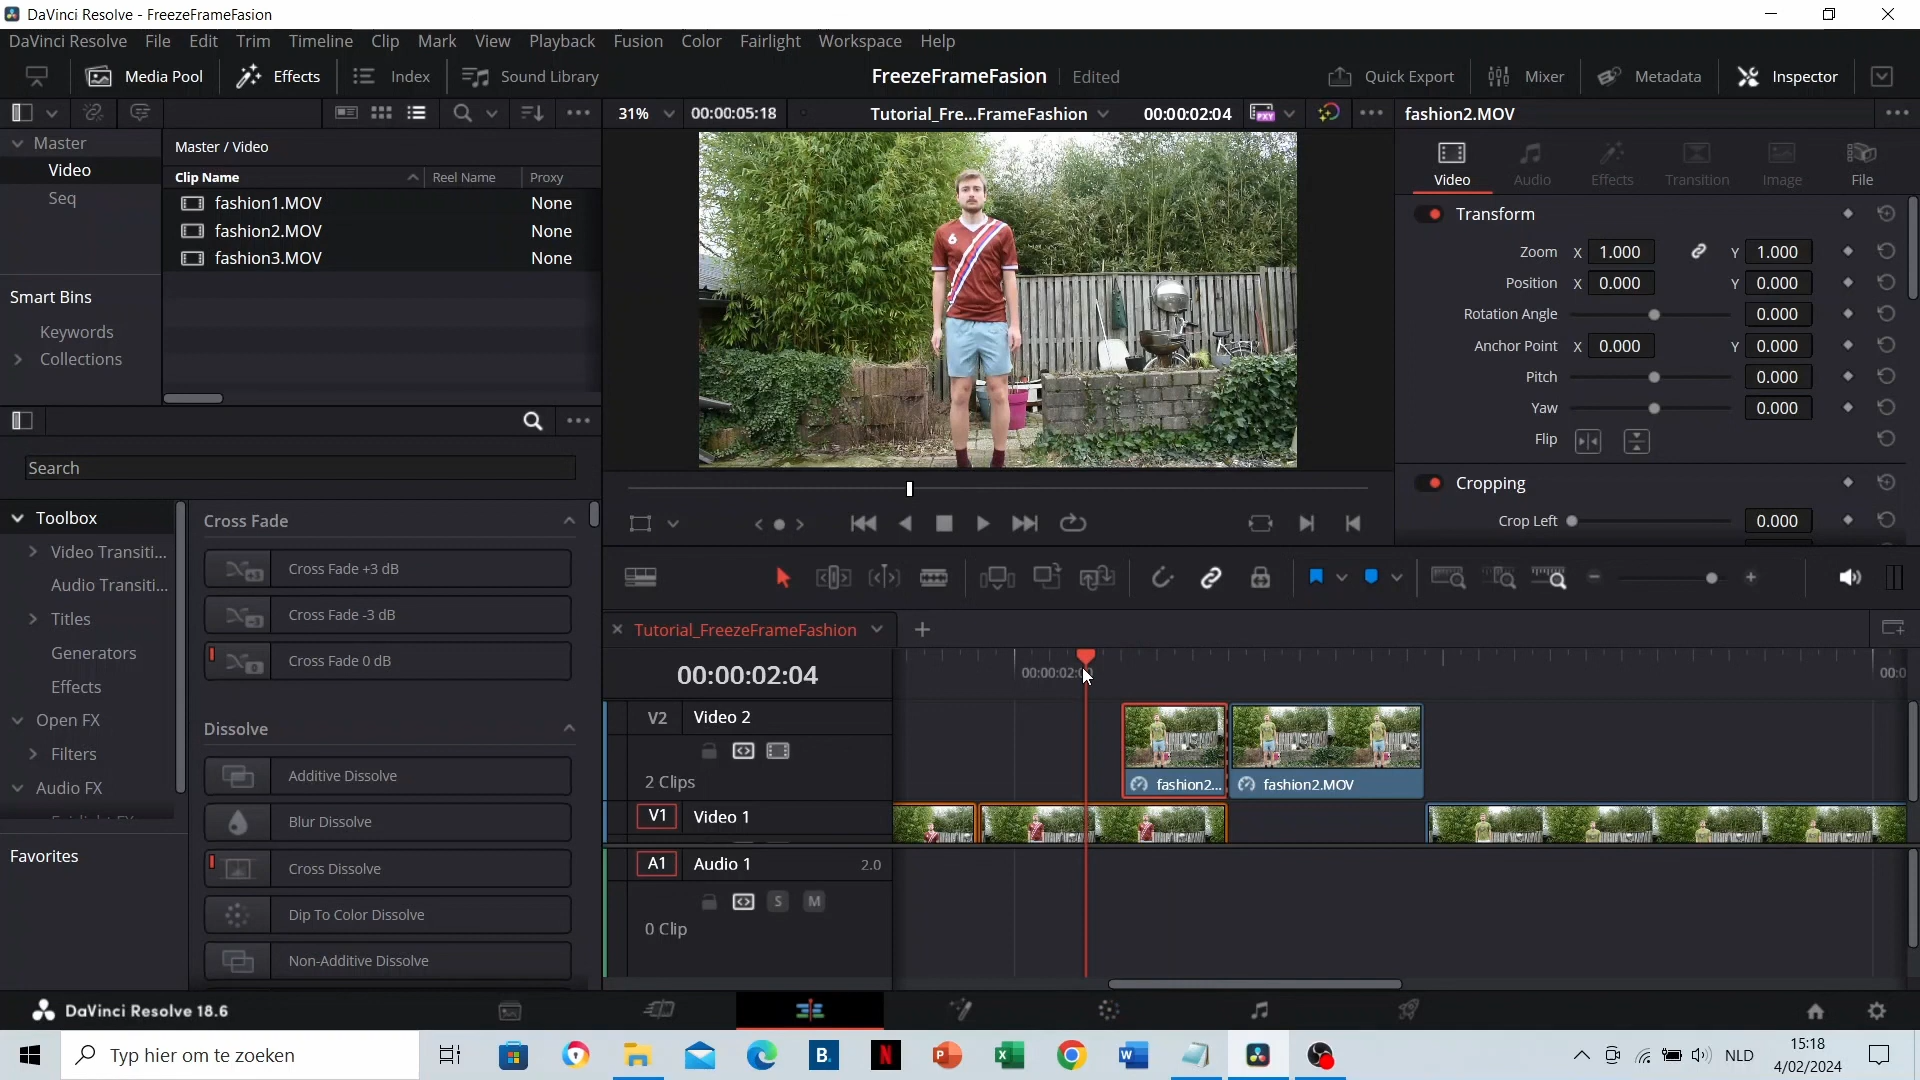 DaVinci Resolve - FreezeFrameFasion
DaVinci Resolve File Edit Trim Timeline Clip Mark View Playback Fusion Color Fairlight Workspace Help
Media Pool Effects Index Sound Library FreezeFrameFasion Edited Quick Export Mixer Metadata Inspector
31% 00:00:05:18 Tutorial_Fre...FrameFashion 00:00:02:04 fashion2.MOV
Master
Video
Seq
Master / Video
Clip Name Reel Name Proxy
fashion1.MOV None
fashion2.MOV None
fashion3.MOV None
Smart Bins
Keywords
Collections
6
Video Audio Effects Transition Image File
Transform
Zoom X 1.000 Y 1.000
Position X 0.000 Y 0.000
Rotation Angle 0.000
Anchor Point X 0.000 Y 0.000
Pitch 0.000
Yaw 0.000
Flip
Cropping
Crop Left 0.000
Search
Toolbox
Video Transiti...
Audio Transiti...
Titles
Generators
Effects
Open FX
Filters
Audio FX
Favorites
Cross Fade
Cross Fade +3 dB
Cross Fade -3 dB
Cross Fade 0 dB
Dissolve
Additive Dissolve
Blur Dissolve
Cross Dissolve
Dip To Color Dissolve
Non-Additive Dissolve
Tutorial_FreezeFrameFashion
00:00:02:04
V2 Video 2
2 Clips
fashion2... fashion2.MOV
V1 Video 1
A1 Audio 1 2.0
S M
0 Clip
DaVinci Resolve 18.6
Typ hier om te zoeken
B.
NLD
15:18
4/02/2024